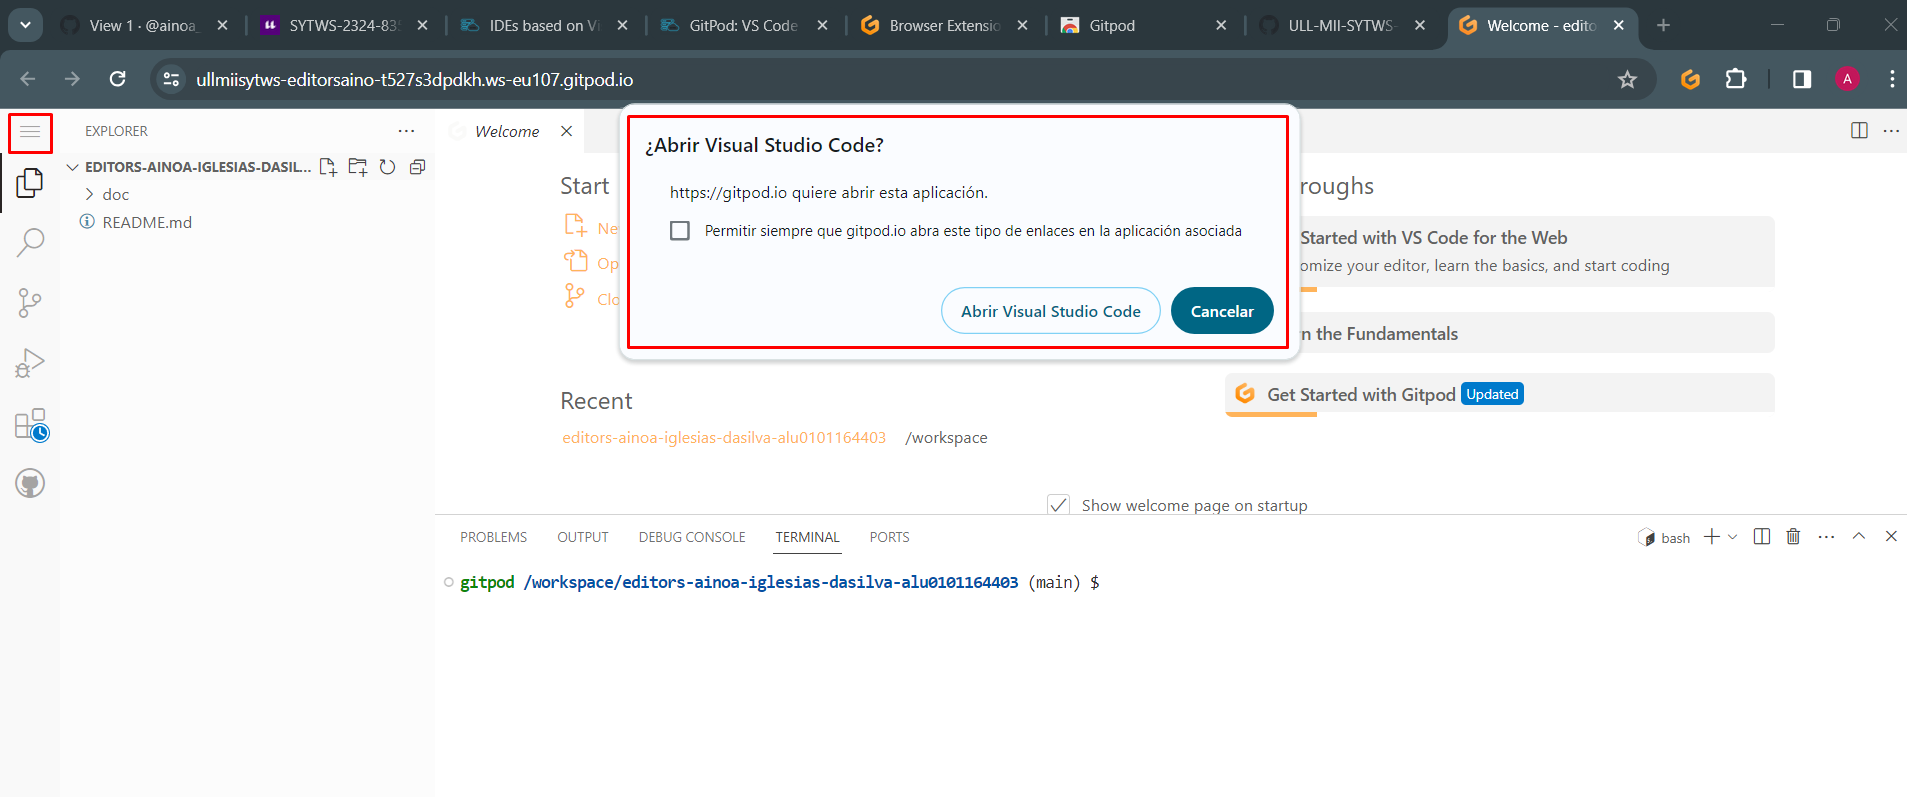 View 1 · @ainoa_
SYTWS-2324-835
IDEs based on Vi
GitPod: VS Code
Browser Extensio
Gitpod
ULL-MII-SYTWS-
Welcome - edito
ullmiisytws-editorsaino-t527s3dpdkh.ws-eu107.gitpod.io
A
EXPLORER
EDITORS-AINOA-IGLESIAS-DASIL...
doc
README.md
Welcome
¿Abrir Visual Studio Code?
https://gitpod.io quiere abrir esta aplicación.
Permitir siempre que gitpod.io abra este tipo de enlaces en la aplicación asociada
Abrir Visual Studio Code
Cancelar
Start
Ne
Op
Clo
Recent
editors-ainoa-iglesias-dasilva-alu0101164403 /workspace
roughs
Started with VS Code for the Web
omize your editor, learn the basics, and start coding
n the Fundamentals
Get Started with Gitpod Updated
Show welcome page on startup
PROBLEMS OUTPUT DEBUG CONSOLE TERMINAL PORTS
bash
gitpod /workspace/editors-ainoa-iglesias-dasilva-alu0101164403 (main) $